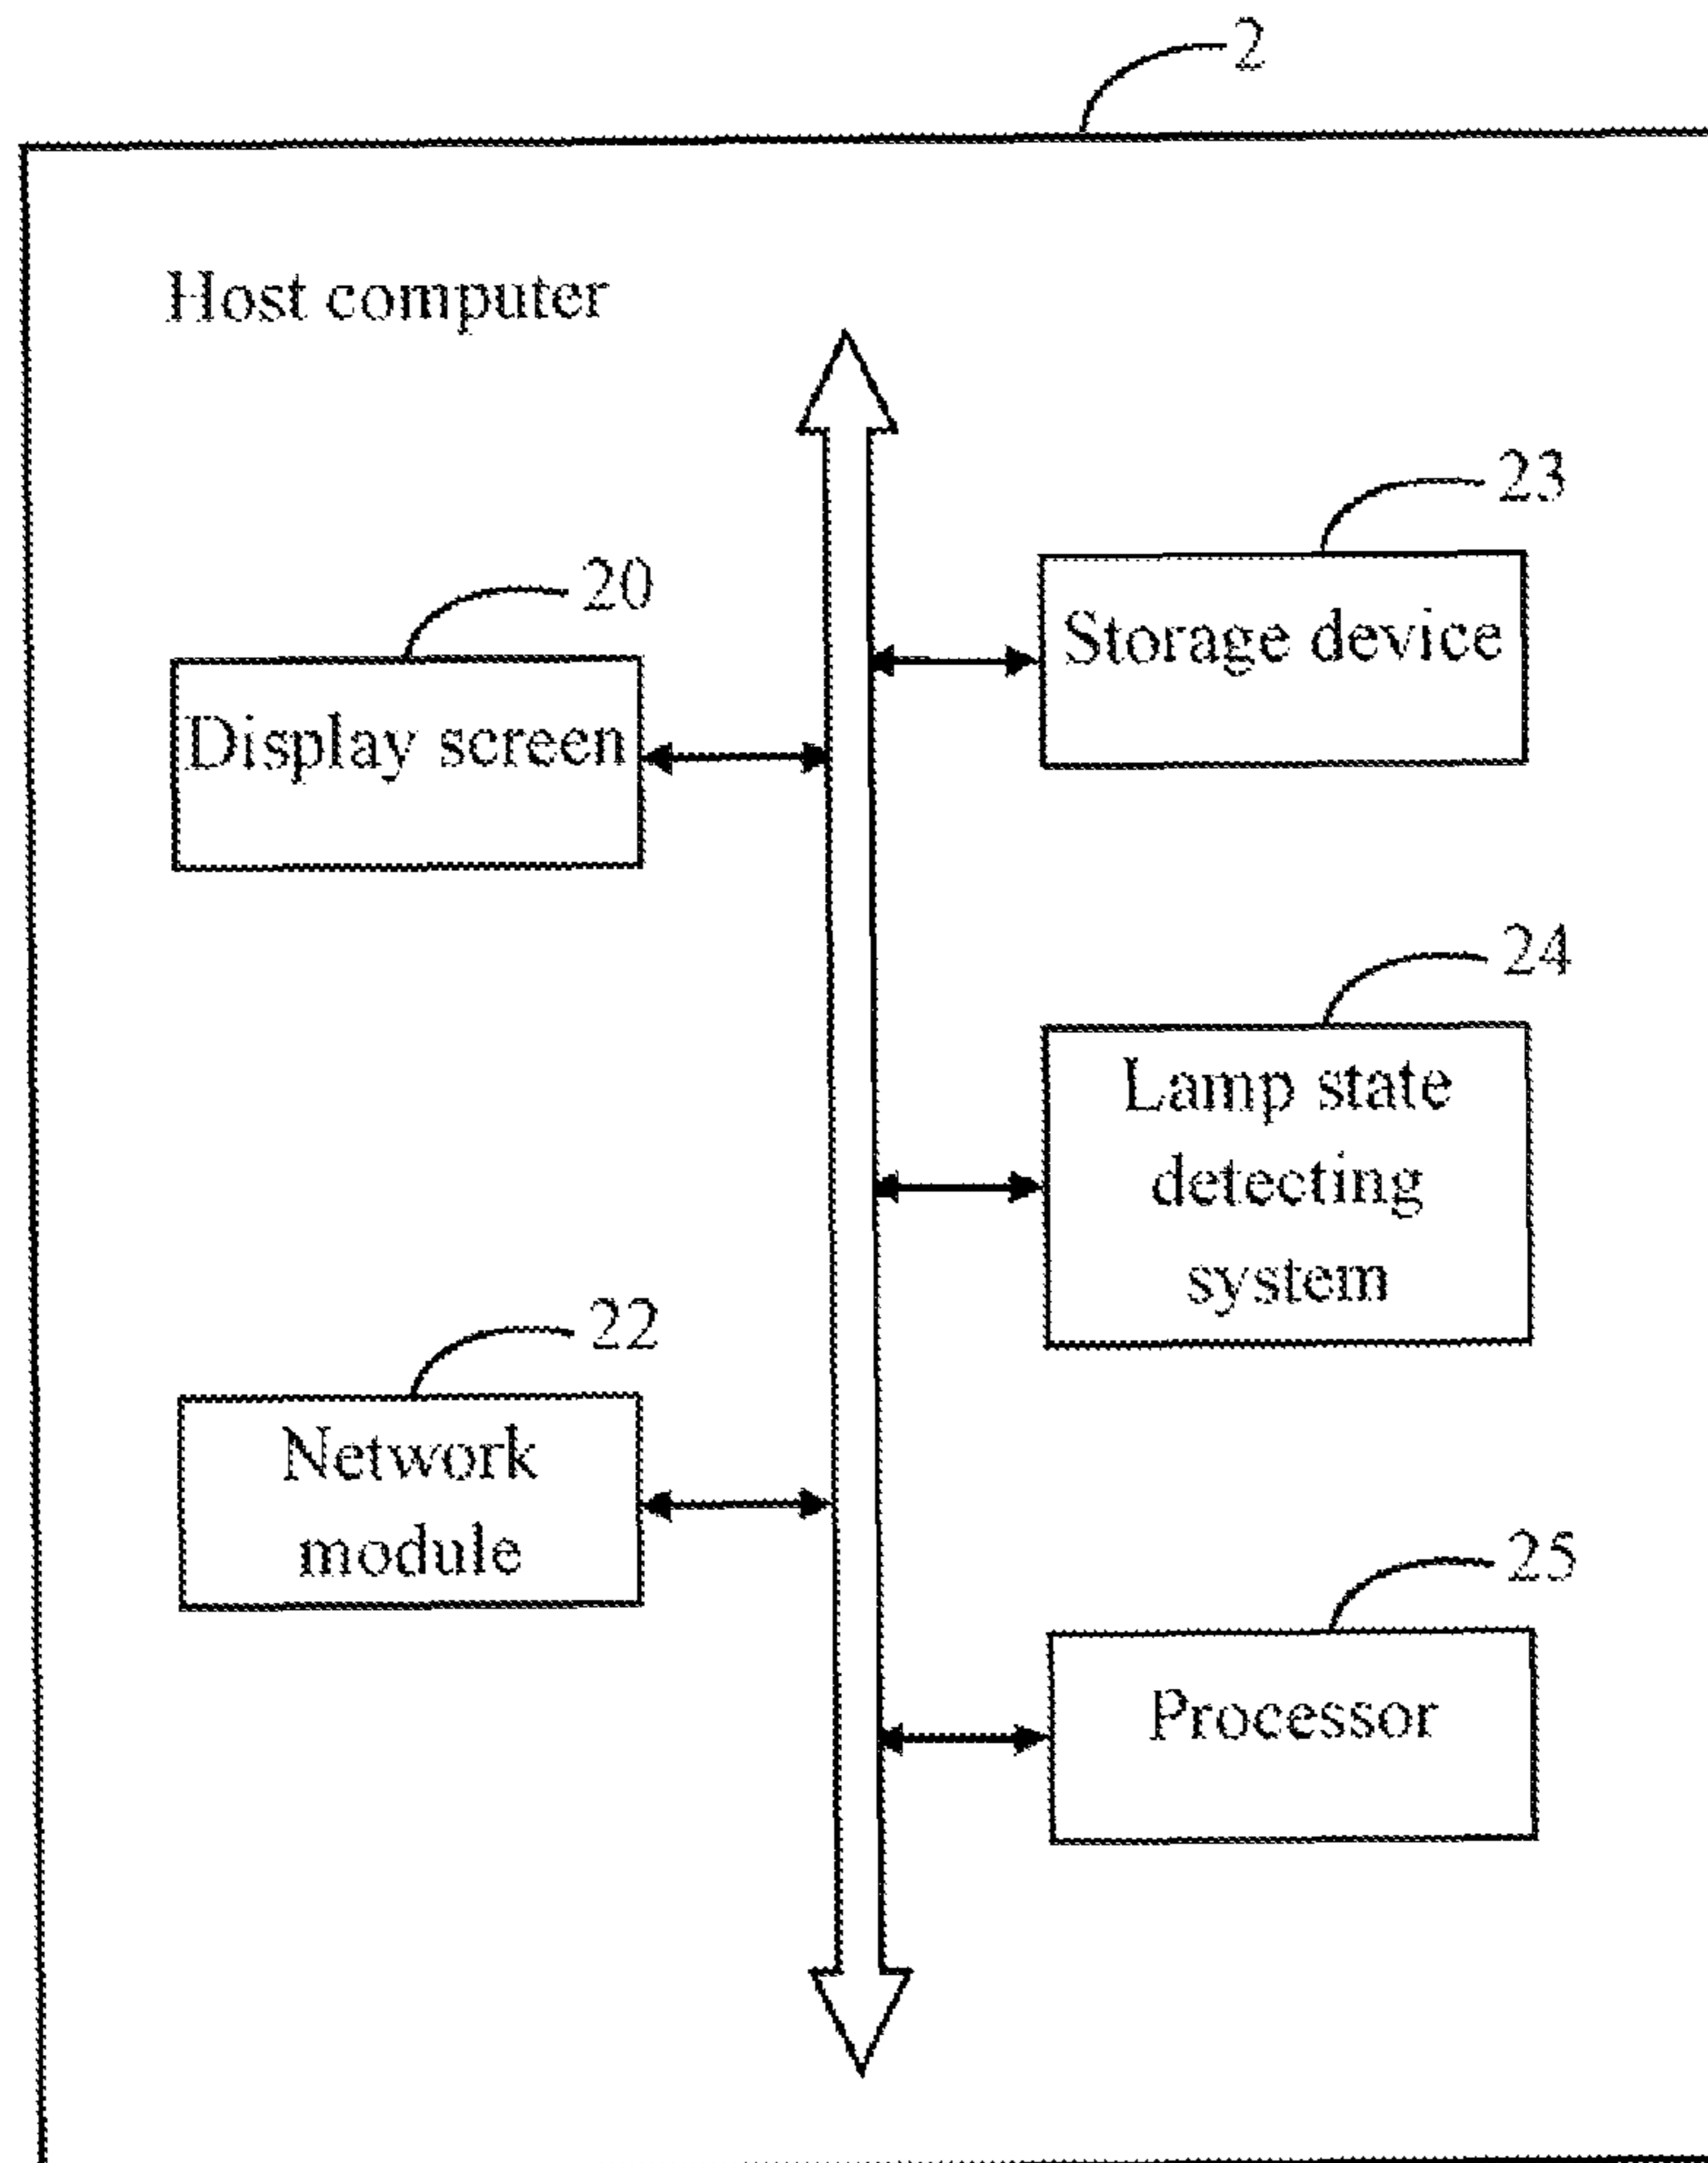 2
Host computer
23
Storage device
20
Display screen
24
Lamp state
detecting
system
22
Network
module
25
Processor